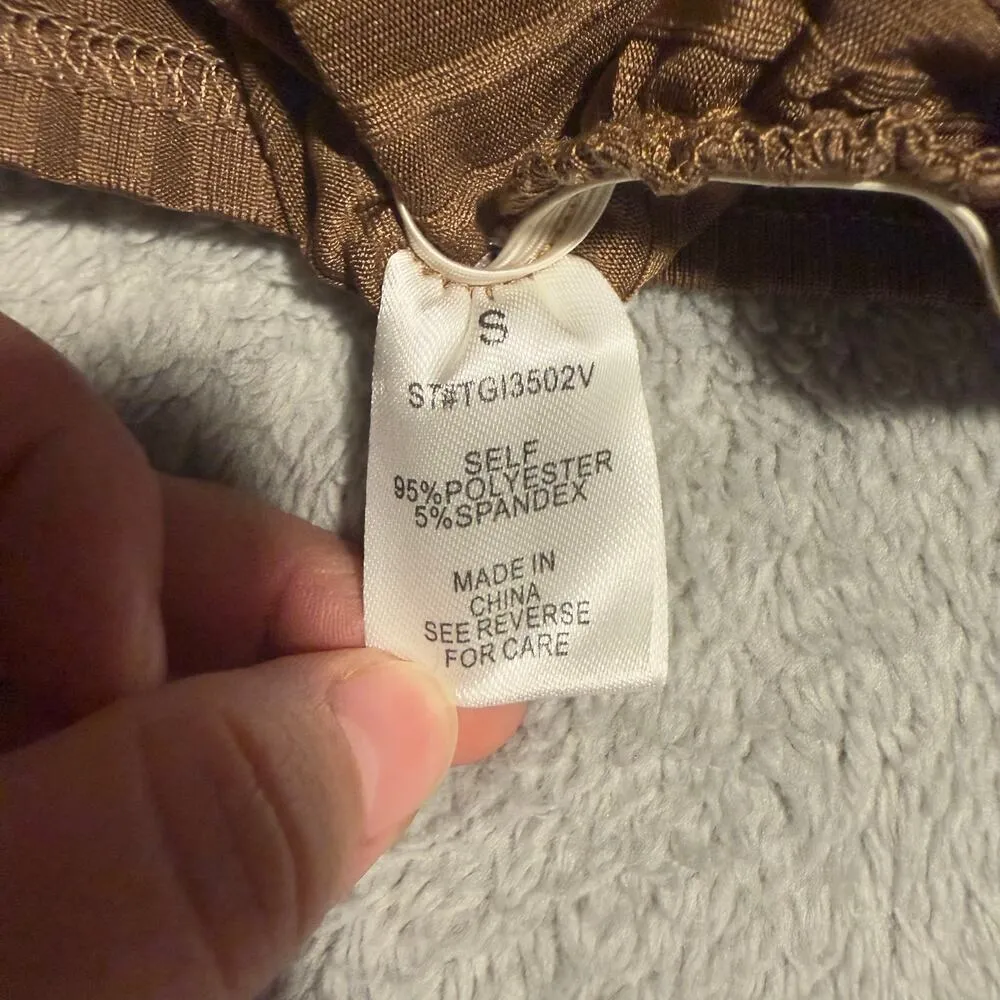 S
ST#TGI3502V
SELF
95%POLYESTER
5%SPANDEX
MADE IN
CHINA
SEE REVERSE
FOR CARE